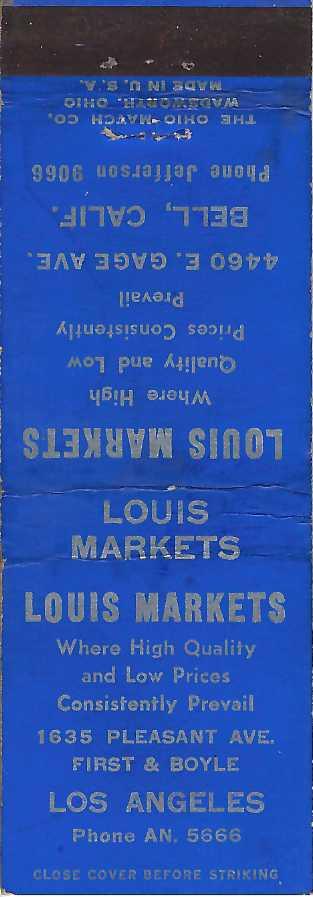 LOUIS MARKETS
Where High
Quality and Low
Prices Consistently
Prevail
4460 E. GAGE AVE.
BELL, CALIF.
Phone Jefferson 9066
THE OHIO MATCH CO.
WADSWORTH, OHIO
MADE IN U. S. A.
LOUIS
MARKETS
LOUIS MARKETS
Where High Quality
and Low Prices
Consistently Prevail
1635 PLEASANT AVE.
FIRST & BOYLE
LOS ANGELES
Phone AN. 5666
CLOSE COVER BEFORE STRIKING